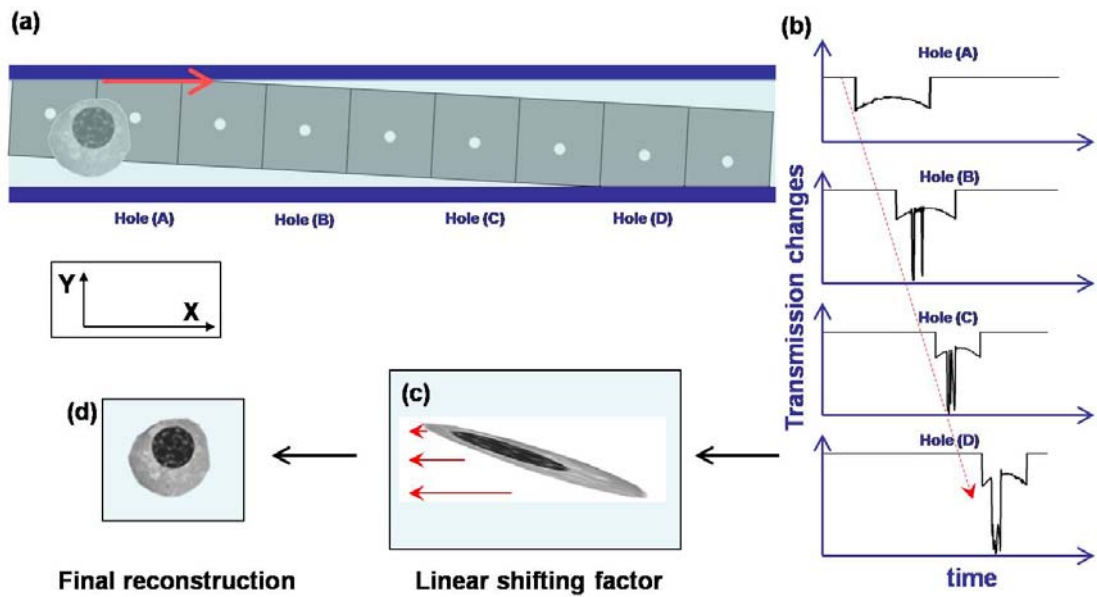 (a)
Hole (A)
Hole (B)
Hole (C)
Hole (D)
Y
X
(b)
Hole (A)
Hole (B)
Hole (C)
Hole (D)
Transmission changes
time
(c)
Linear shifting factor
(d)
Final reconstruction